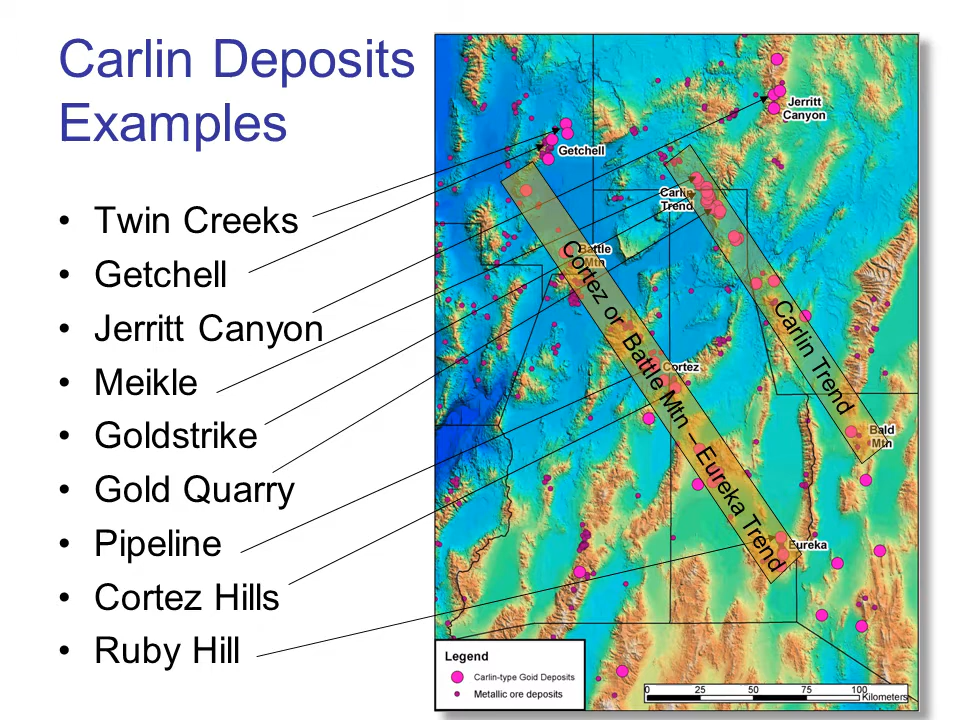 Carlin Deposits
Examples
• Twin Creeks
• Getchell
• Jerritt Canyon
• Meikle
• Goldstrike
• Gold Quarry
• Pipeline
• Cortez Hills
• Ruby Hill
Jerritt
Canyon
Getchell
Carlin
Trend
Battle
Mtn
Cortez or Battle Mtn – Eureka Trend
Carlin Trend
Cortez
Bald
Mtn
Eureka
Legend
Carlin-type Gold Deposits
Metallic ore deposits
0 25 50 75 100
Kilometers